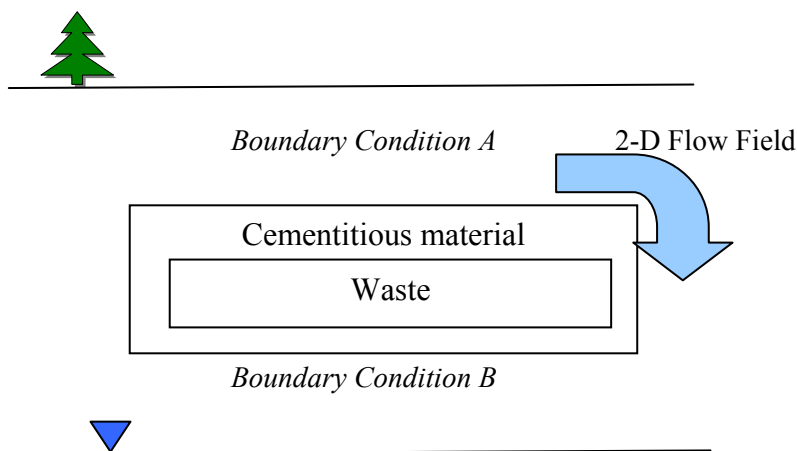 Boundary Condition A
2-D Flow Field
Cementitious material
Waste
Boundary Condition B